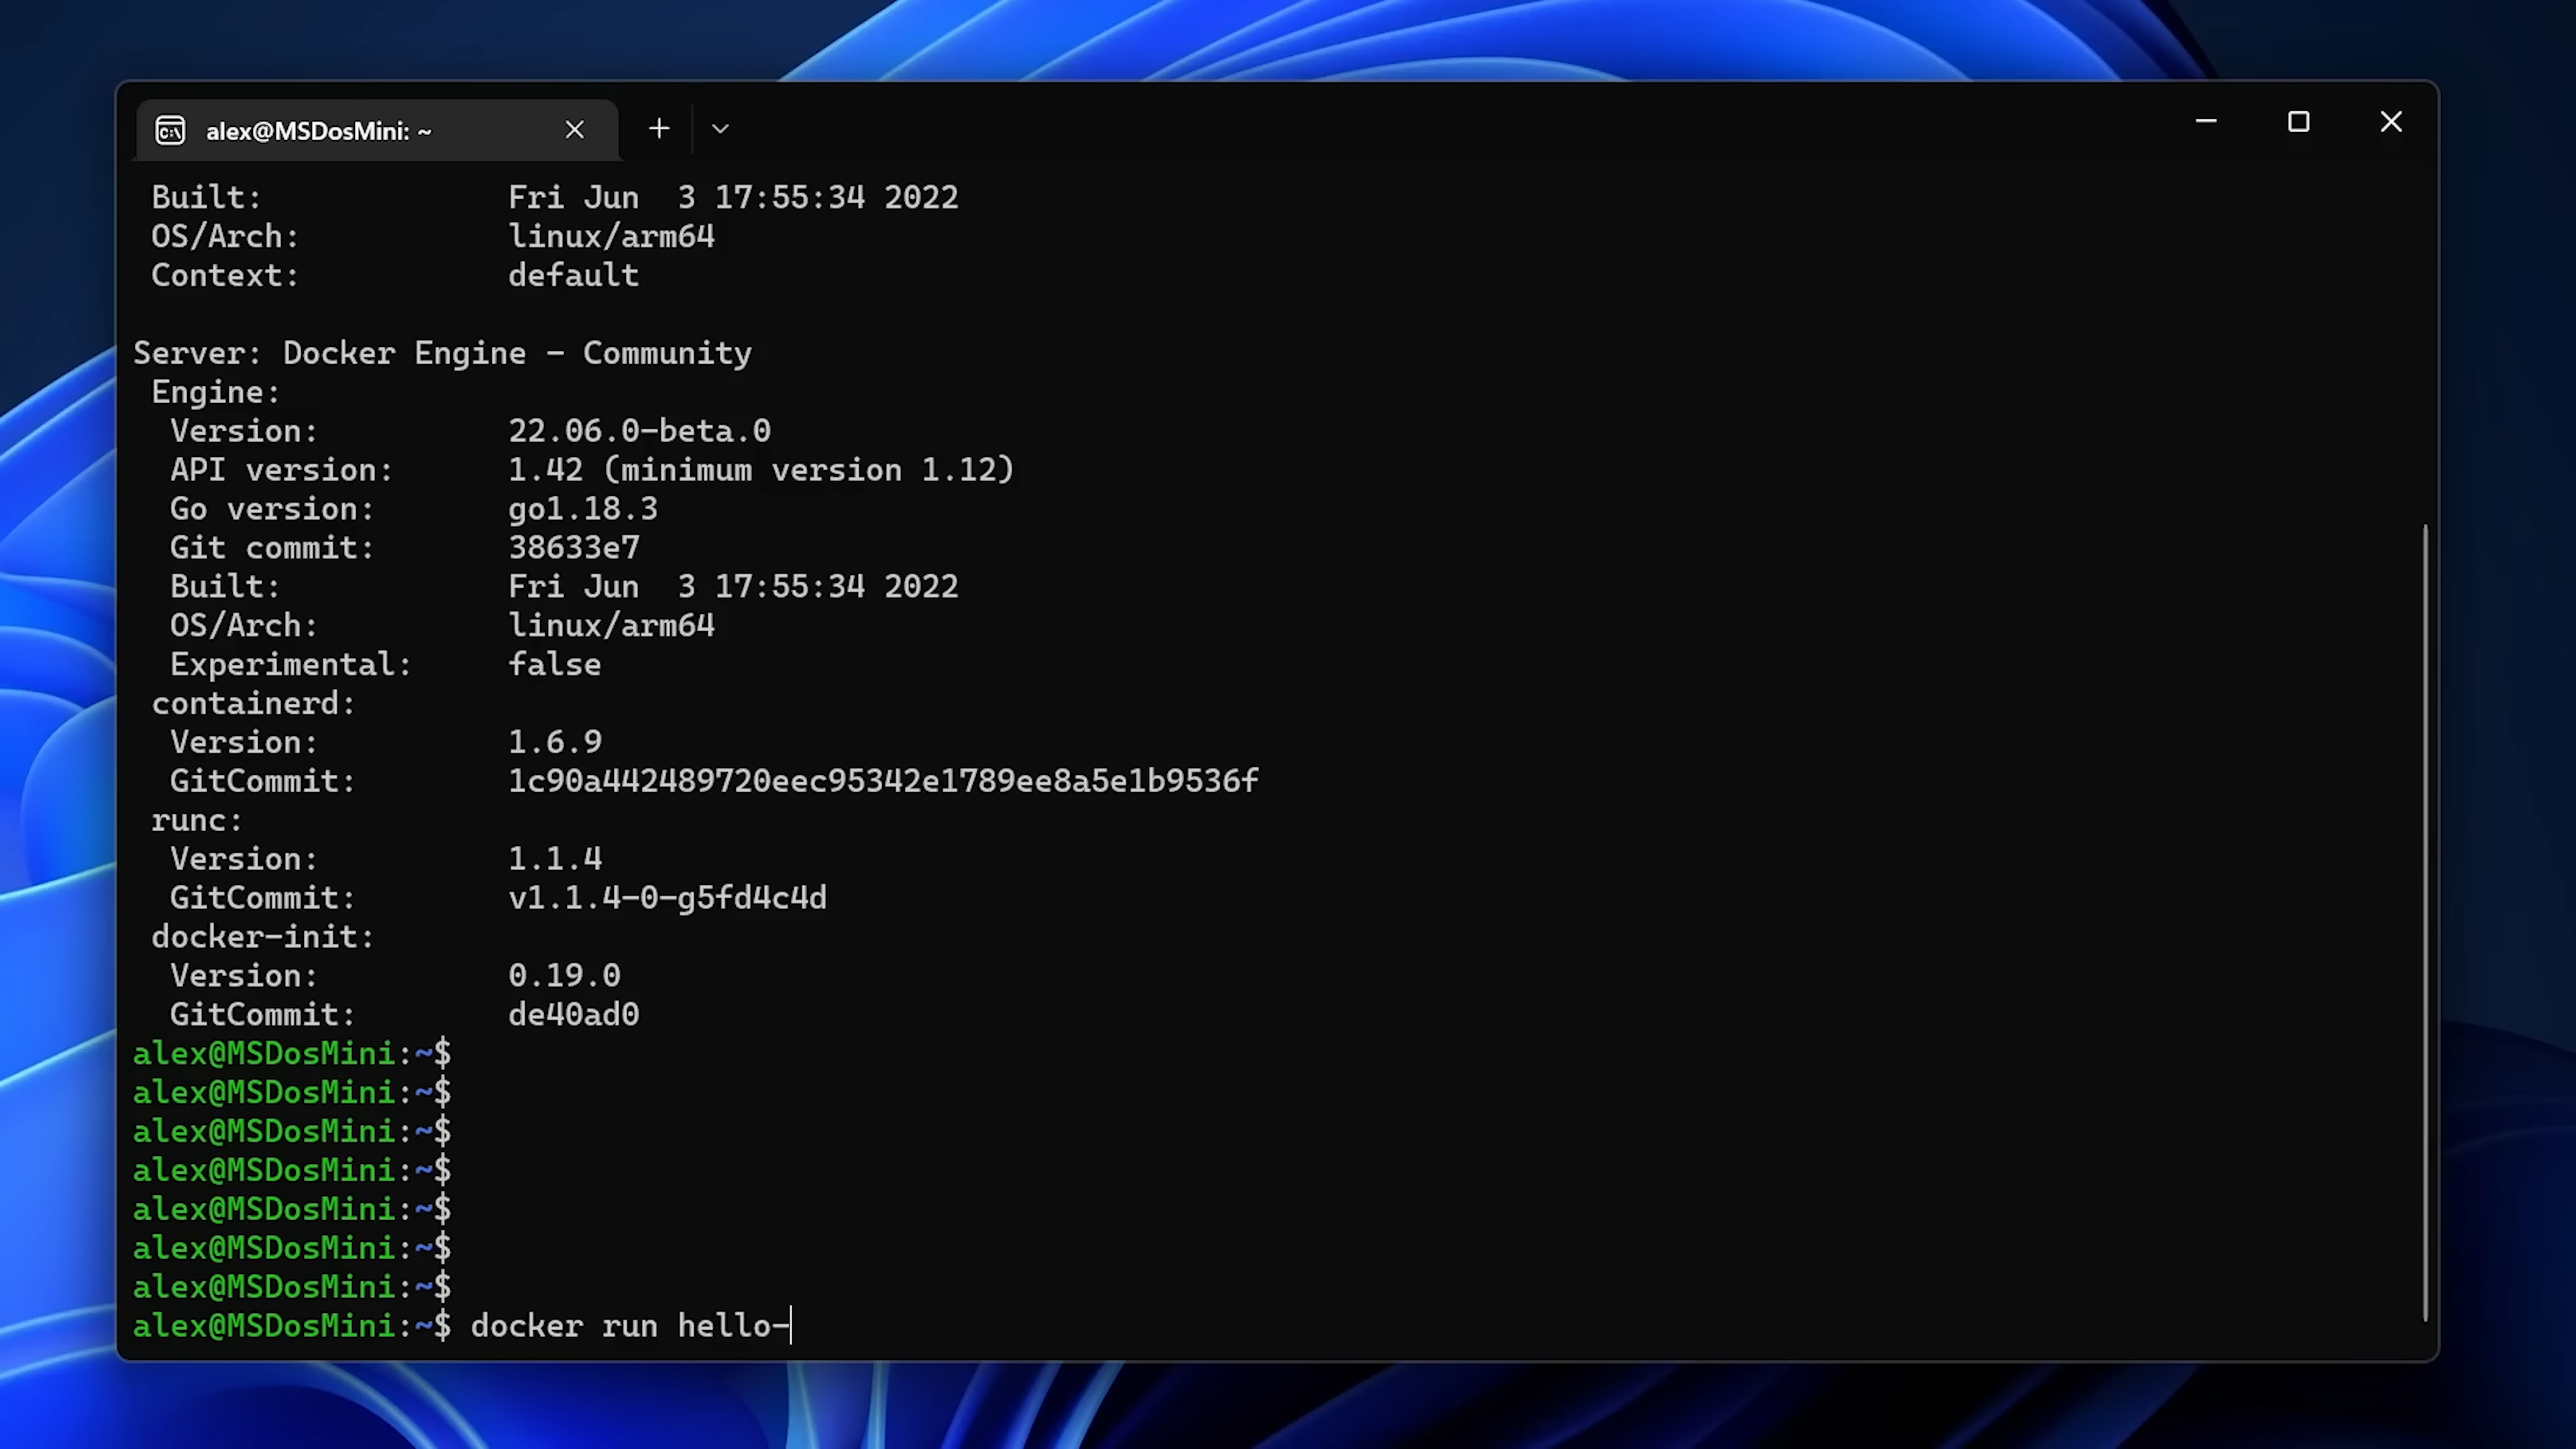 alex@MSDosMini: ~
Built: Fri Jun  3 17:55:34 2022
OS/Arch: linux/arm64
Context: default
Server: Docker Engine - Community
Engine:
Version: 22.06.0-beta.0
API version: 1.42 (minimum version 1.12)
Go version: go1.18.3
Git commit: 38633e7
Built: Fri Jun  3 17:55:34 2022
OS/Arch: linux/arm64
Experimental: false
containerd:
Version: 1.6.9
GitCommit: 1c90a442489720eec95342e1789ee8a5e1b9536f
runc:
Version: 1.1.4
GitCommit: v1.1.4-0-g5fd4c4d
docker-init:
Version: 0.19.0
GitCommit: de40ad0
alex@MSDosMini:~$
alex@MSDosMini:~$
alex@MSDosMini:~$
alex@MSDosMini:~$
alex@MSDosMini:~$
alex@MSDosMini:~$
alex@MSDosMini:~$
alex@MSDosMini:~$ docker run hello-